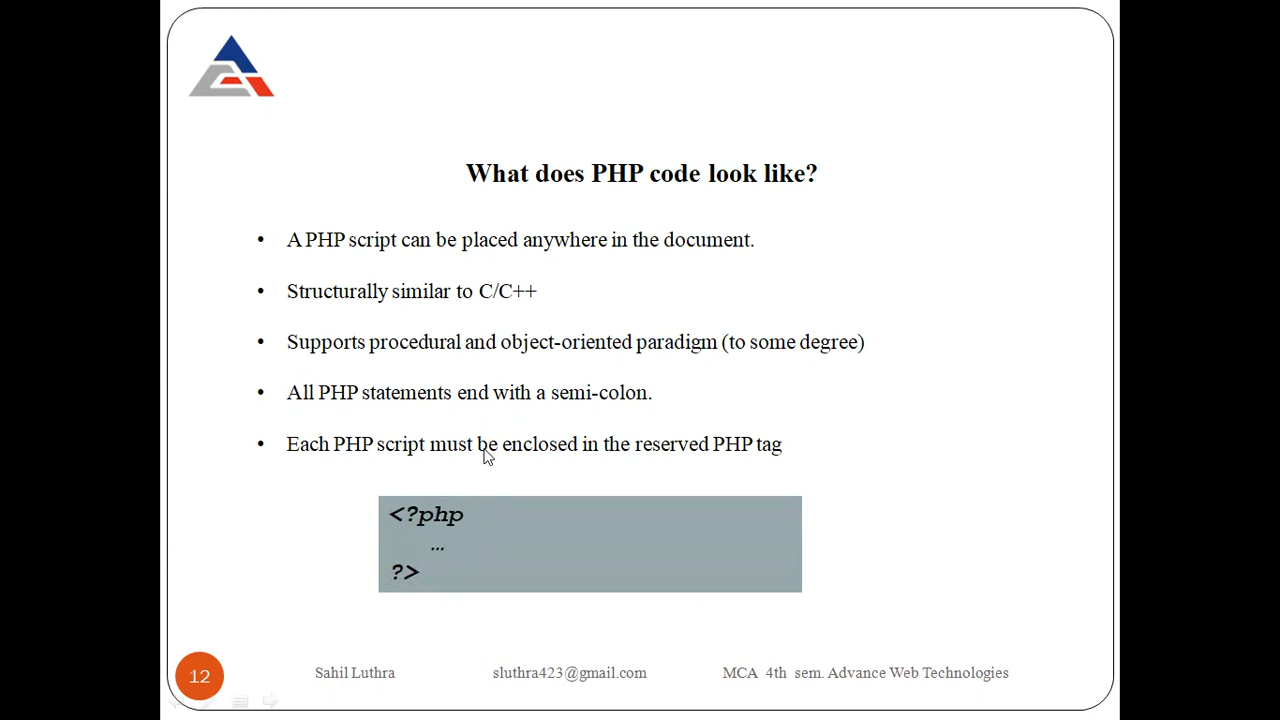 What does PHP code look like?
• A PHP script can be placed anywhere in the document.
• Structurally similar to C/C++
• Supports procedural and object-oriented paradigm (to some degree)
• All PHP statements end with a semi-colon.
• Each PHP script must be enclosed in the reserved PHP tag
<?php
...
?>
12 Sahil Luthra sluthra423@gmail.com MCA 4th sem. Advance Web Technologies